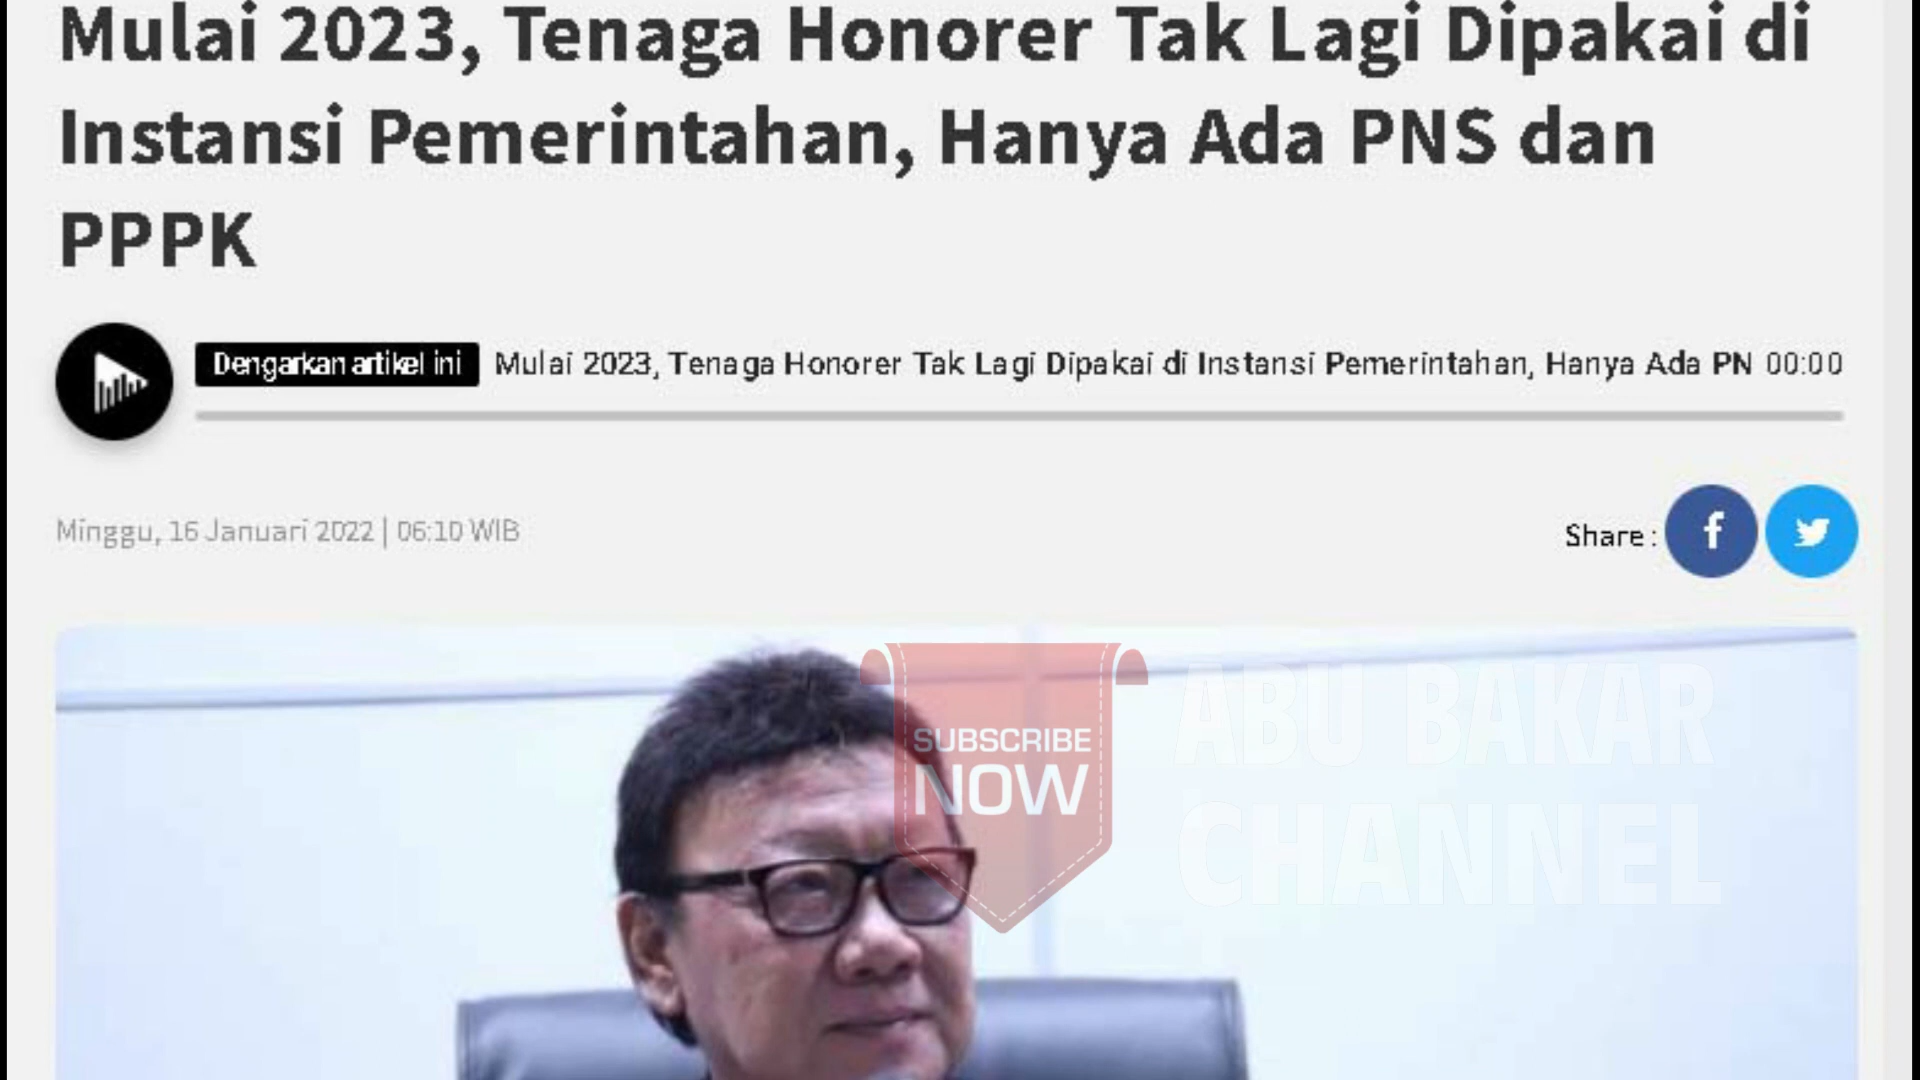 Mulai 2023, Tenaga Honorer Tak Lagi Dipakai di
Instansi Pemerintahan, Hanya Ada PNS dan
PPPK
Dengarkan artikel ini Mulai 2023, Tenaga Honorer Tak Lagi Dipakai di Instansi Pemerintahan, Hanya Ada PN 00:00
Minggu, 16 Januari 2022 | 06:10 WIB
Share :
SUBSCRIBE
NOW
ABU BAKAR
CHANNEL